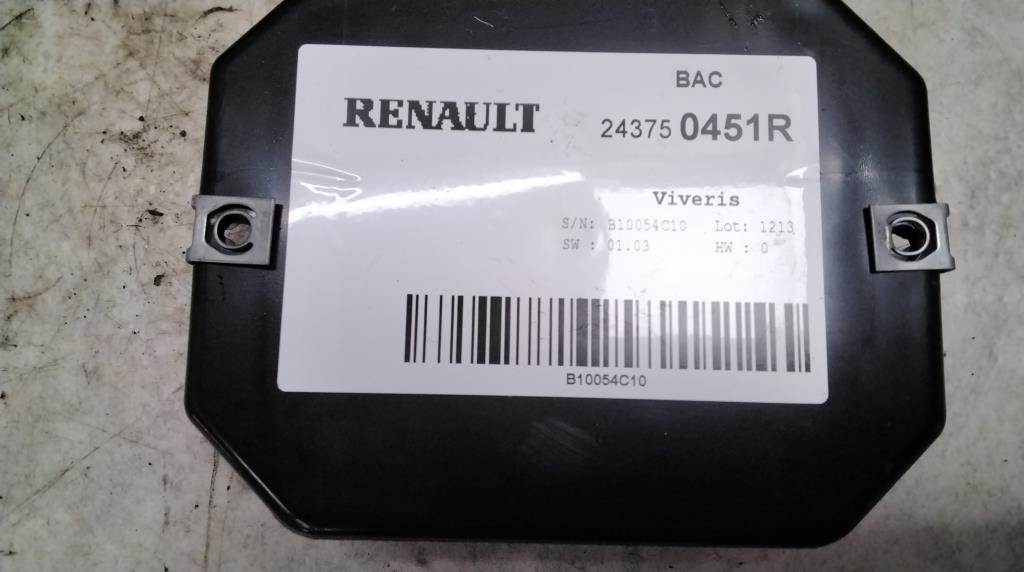 BAC
RENAULT 24375 0451R
Viveris
S/N: B10054C10 Lot: 1213
SW : 01.03 HW : 0
B10054C10